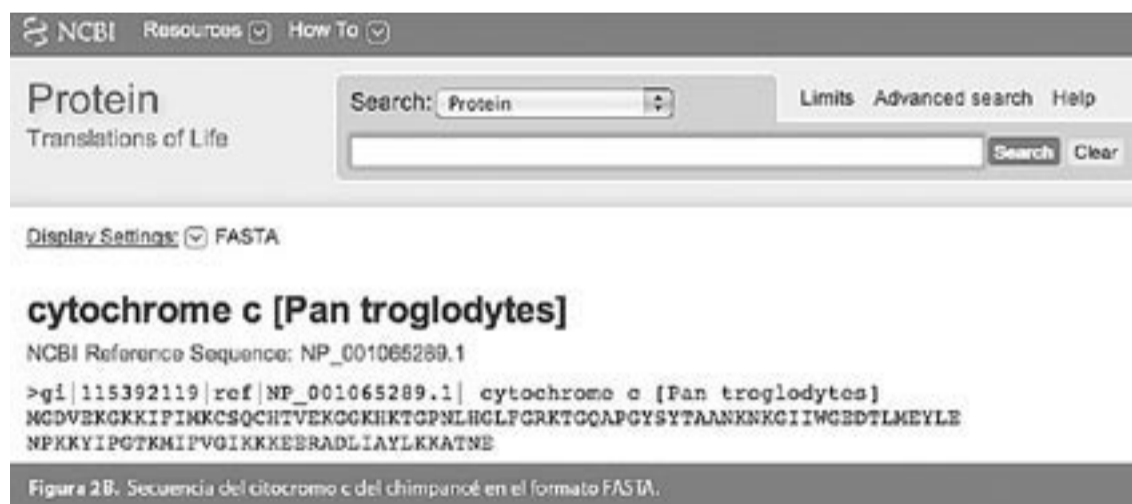 NCBI Resources How To
Protein
Translations of Life
Search: Protein
Limits Advanced search Help
Search Clear
Display Settings: FASTA
cytochrome c [Pan troglodytes]
NCBI Reference Sequence: NP_001065289.1
>gi|115392119|ref|NP_001065289.1| cytochrome c [Pan troglodytes]
MGDVEKGKKIFIMKCSQCHTVEKGGKHKTGPNLHGLFGRKTGQAPGYSYTAANKNKGIIWGEDTLMEYLE
NPKKYIPGTKMIFVGIKKKEERADLIAYLKKATNE
Figura 2B. Secuencia del citocromo c del chimpancé en el formato FASTA.